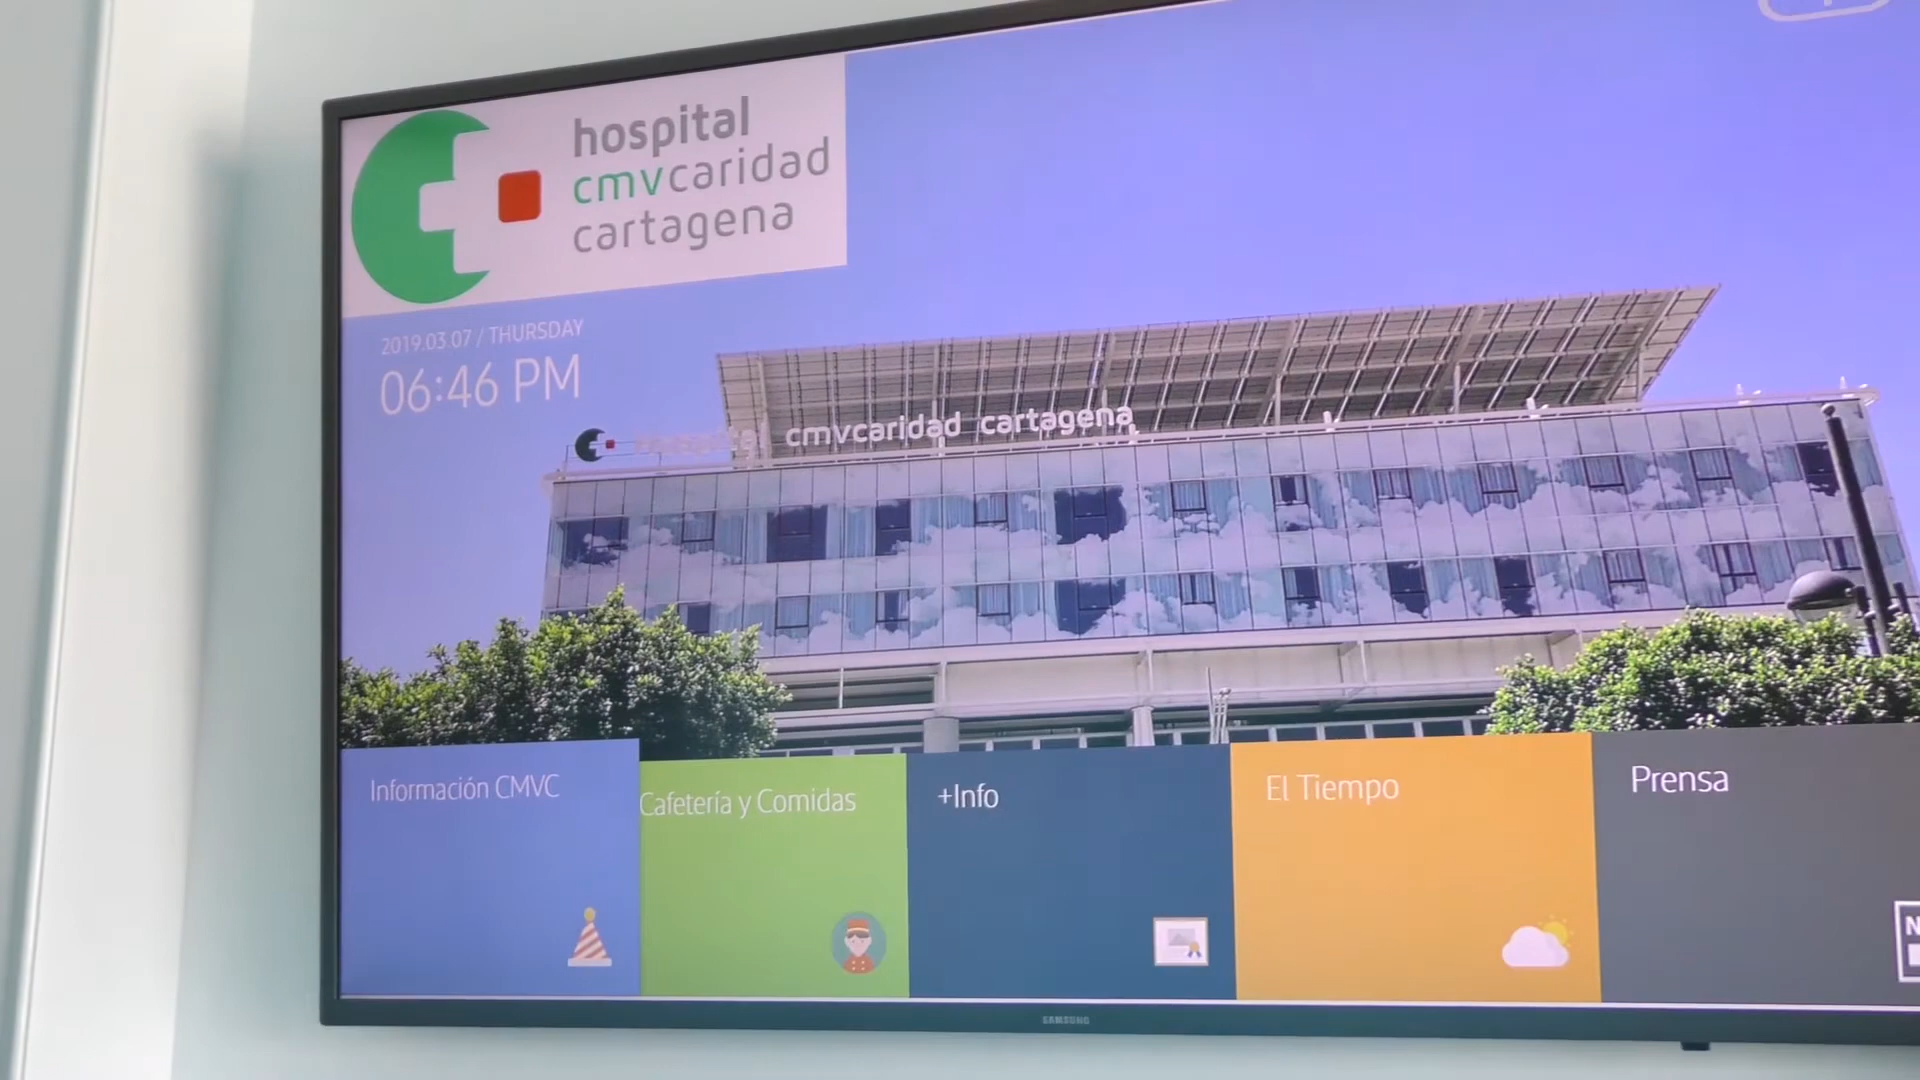 hospital
cmvcaridad
cartagena
2019.03.07 / THURSDAY
06:46 PM
hospital cmvcaridad cartagena
Información CMVC
Cafetería y Comidas
+Info
El Tiempo
Prensa
SAMSUNG